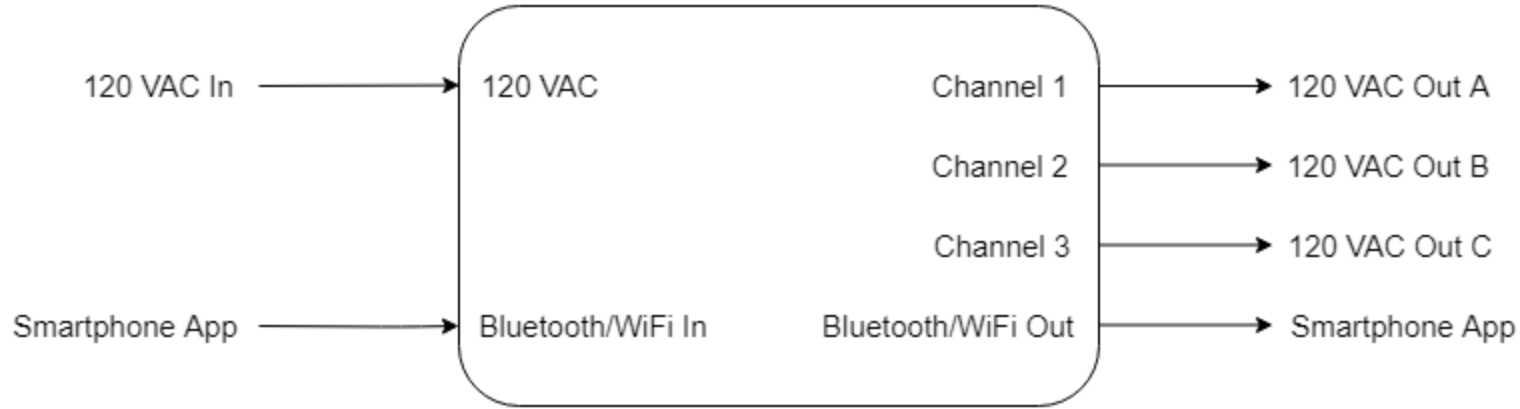 120 VAC In
120 VAC
Channel 1
120 VAC Out A
Channel 2
120 VAC Out B
Channel 3
120 VAC Out C
Smartphone App
Bluetooth/WiFi In
Bluetooth/WiFi Out
Smartphone App